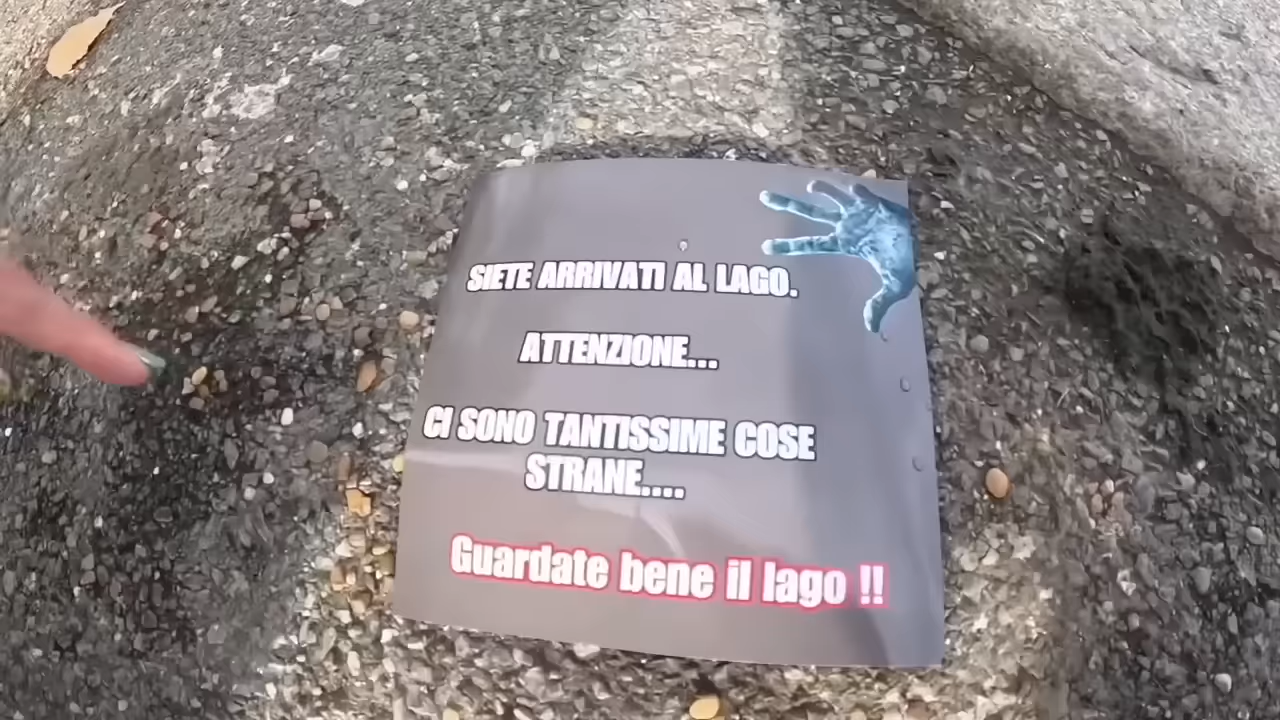 SIETE ARRIVATI AL LAGO.
ATTENZIONE...
CI SONO TANTISSIME COSE
STRANE....
Guardate bene il lago !!